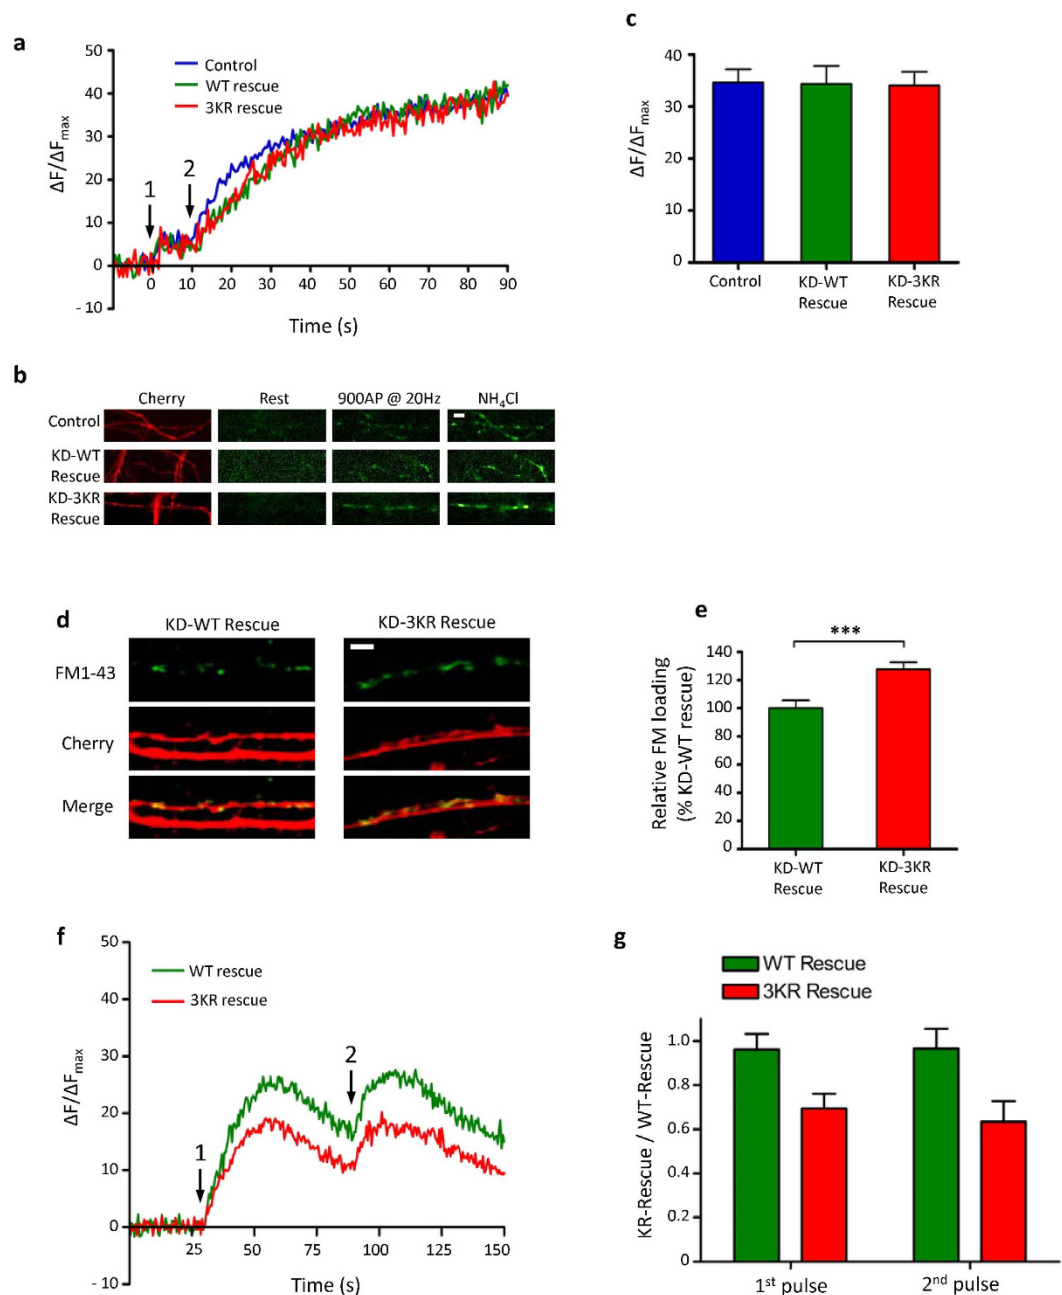 a
50
40
30
20
10
0
- 10
ΔF/ΔFmax
Control
WT rescue
3KR rescue
1
2
0 10 20 30 40 50 60 70 80 90
Time (s)
c
40
30
20
10
0
ΔF/ΔFmax
Control
KD-WT
Rescue
KD-3KR
Rescue
b
Cherry Rest 900AP @ 20Hz NH4Cl
Control
KD-WT
Rescue
KD-3KR
Rescue
d
KD-WT Rescue KD-3KR Rescue
FM1-43
Cherry
Merge
e
***
140
120
100
80
60
40
20
0
Relative FM loading
(% KD-WT rescue)
KD-WT
Rescue
KD-3KR
Rescue
f
50
40
30
20
10
0
- 10
ΔF/ΔFmax
WT rescue
3KR rescue
1
2
25 50 75 100 125 150
Time (s)
g
WT Rescue
3KR Rescue
1.0
0.8
0.6
0.4
0.2
0
KR-Rescue / WT-Rescue
1st pulse 2nd pulse